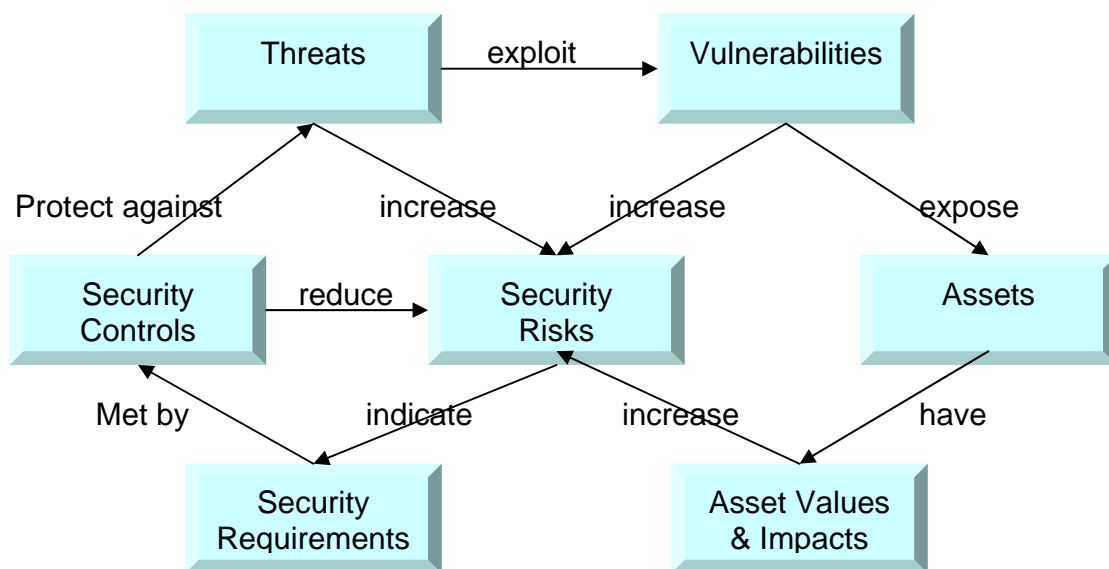 Threats
exploit
Vulnerabilities
Protect against
increase
increase
expose
Security
Controls
reduce
Security
Risks
Assets
Met by
indicate
increase
have
Security
Requirements
Asset Values
& Impacts